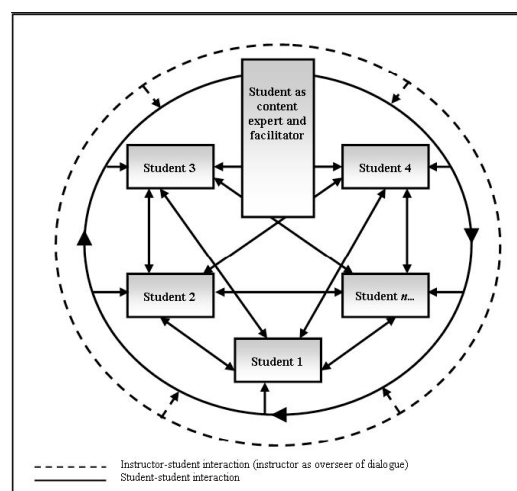 Student as
content
expert and
facilitator
Student 3
Student 4
Student 2
Student n...
Student 1
Instructor-student interaction (instructor as overseer of dialogue)
Student-student interaction